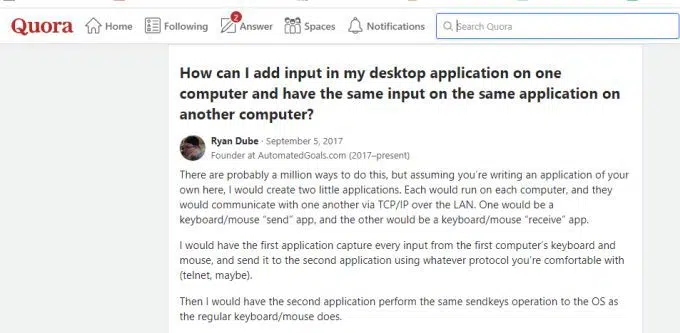 Quora Home Following 2 Answer Spaces Notifications Search Quora
How can I add input in my desktop application on one
computer and have the same input on the same application on
another computer?
Ryan Dube · September 5, 2017
Founder at AutomatedGoals.com (2017–present)
There are probably a million ways to do this, but assuming you're writing an application of your
own here, I would create two little applications. Each would run on each computer, and they
would communicate with one another via TCP/IP over the LAN. One would be a
keyboard/mouse "send" app, and the other would be a keyboard/mouse "receive" app.
I would have the first application capture every input from the first computer's keyboard and
mouse, and send it to the second application using whatever protocol you're comfortable with
(telnet, maybe).
Then I would have the second application perform the same sendkeys operation to the OS as
the regular keyboard/mouse does.